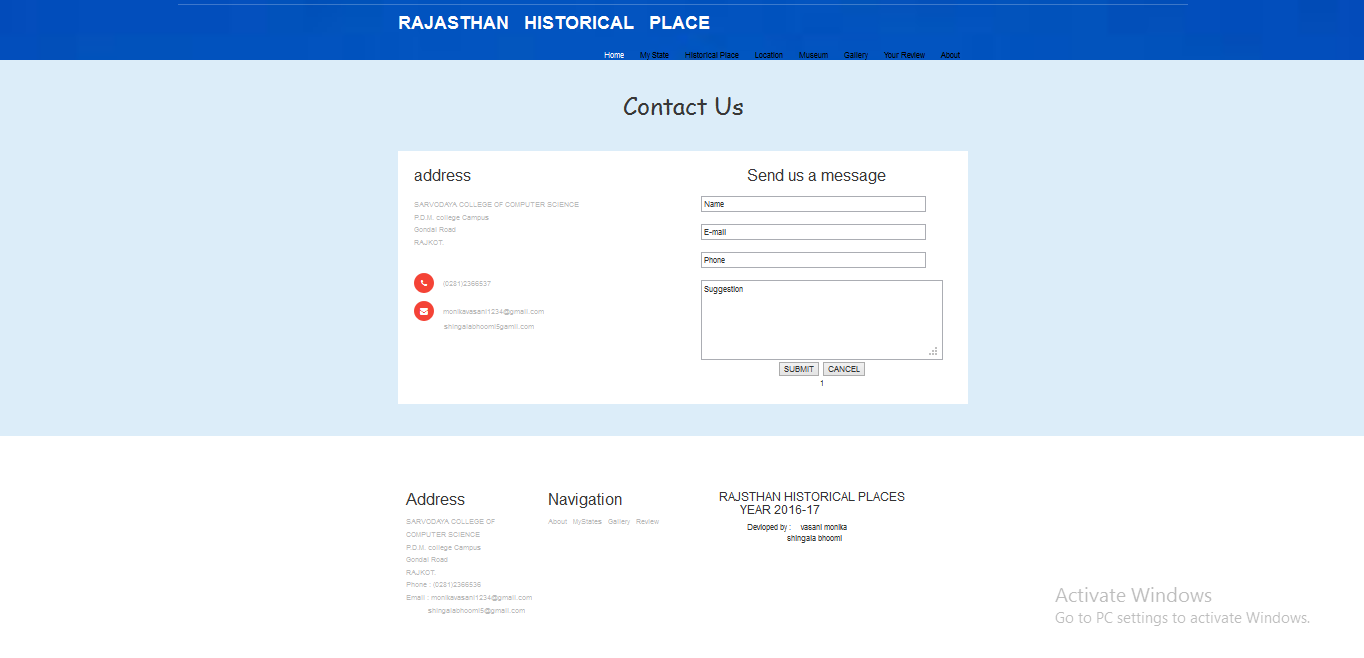 RAJASTHAN HISTORICAL PLACE
Home My State Historical Place Location Museum Gallery Your Review About
Contact Us
address
SARVODAYA COLLEGE OF COMPUTER SCIENCE
P.D.M. college Campus
Gondal Road
RAJKOT.
(0281)2366537
monikavasani1234@gmail.com
shingalabhoomi5gamil.com
Send us a message
Name
E-mail
Phone
Suggestion
SUBMIT CANCEL
1
Address
SARVODAYA COLLEGE OF
COMPUTER SCIENCE
P.D.M. college Campus
Gondal Road
RAJKOT.
Phone : (0281)2366536
Email : monikavasani1234@gmail.com
shingalabhoomi5@gmail.com
Navigation
About MyStates Gallery Review
RAJSTHAN HISTORICAL PLACES
YEAR 2016-17
Devloped by : vasani monika
shingala bhoomi
Activate Windows
Go to PC settings to activate Windows.